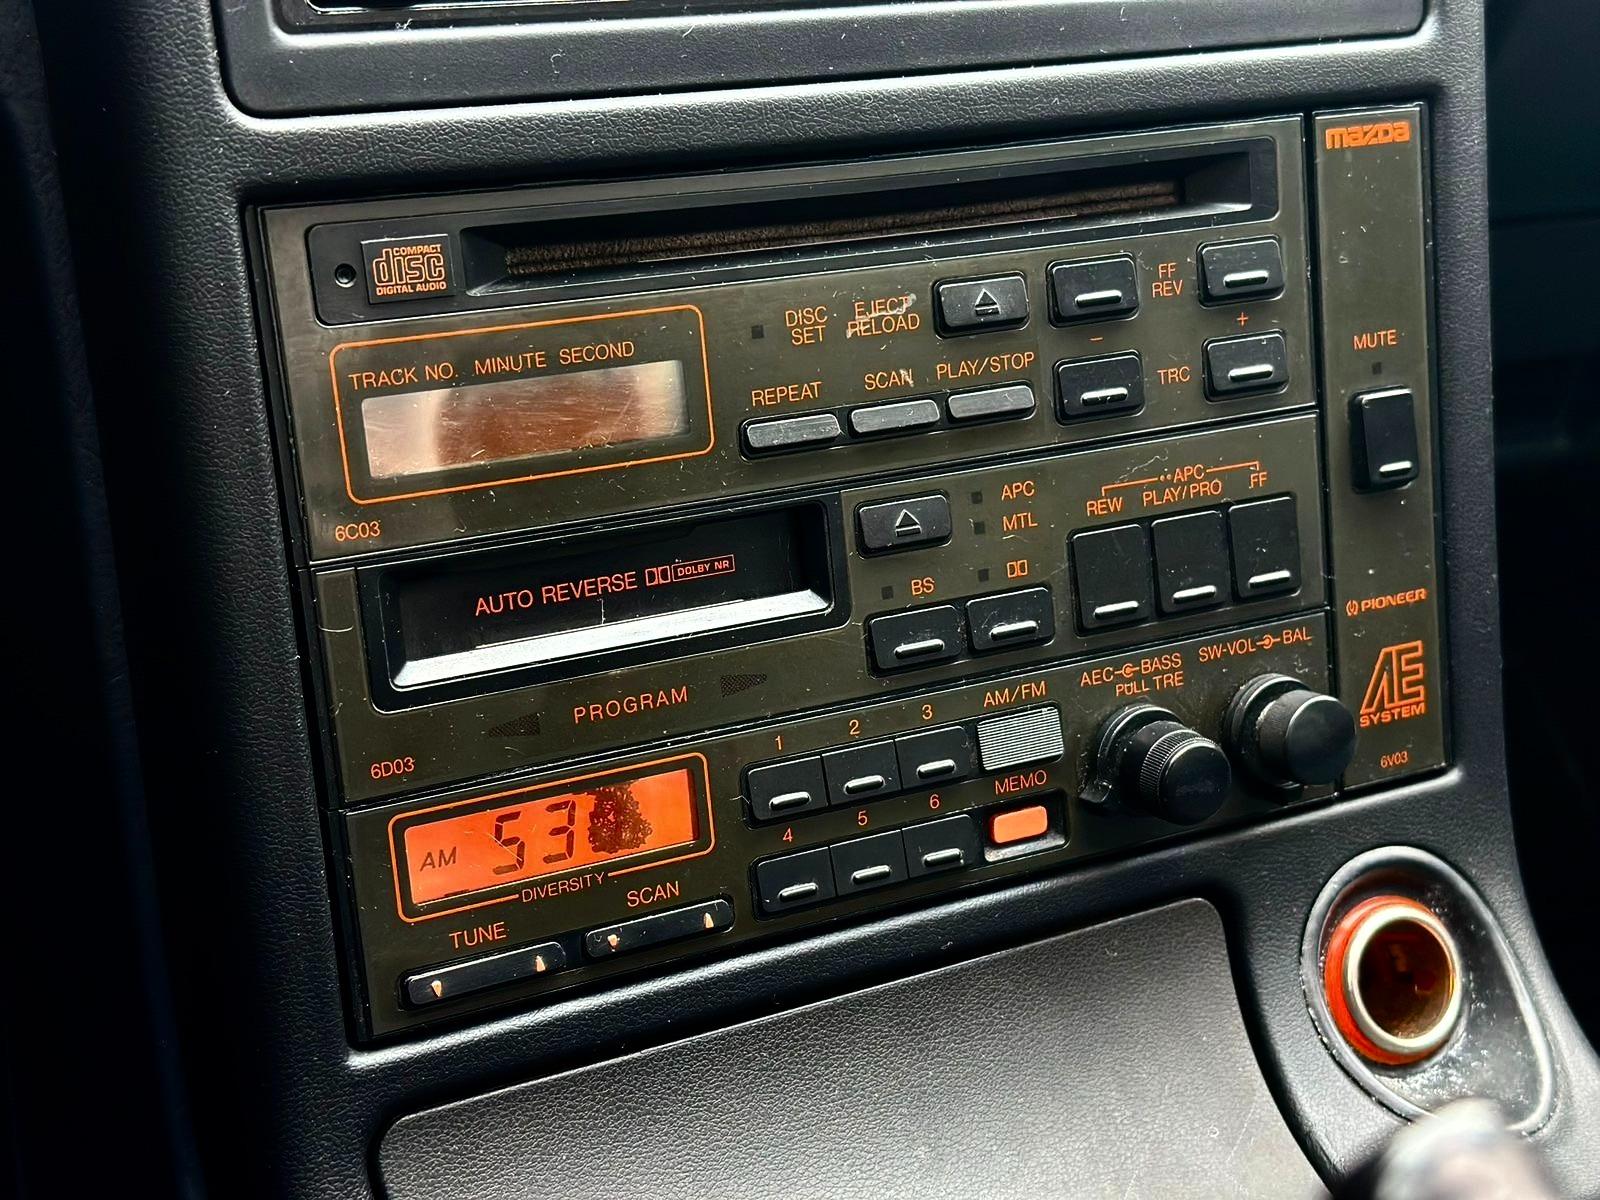 mazda
COMPACT
disc
DIGITAL AUDIO
DISC
SET
EJECT
RELOAD
FF
REV
−
+
TRACK NO. MINUTE SECOND
REPEAT
SCAN
PLAY/STOP
TRC
MUTE
6C03
APC
MTL
APC
REW
PLAY/PRO
FF
AUTO REVERSE DOLBY NR
BS
PIONEER
PROGRAM
AEC BASS
PULL TRE
SW-VOL BAL
AE
SYSTEM
6V03
6D03
1
2
3
AM/FM
4
5
6
MEMO
AM 53
DIVERSITY
TUNE
SCAN